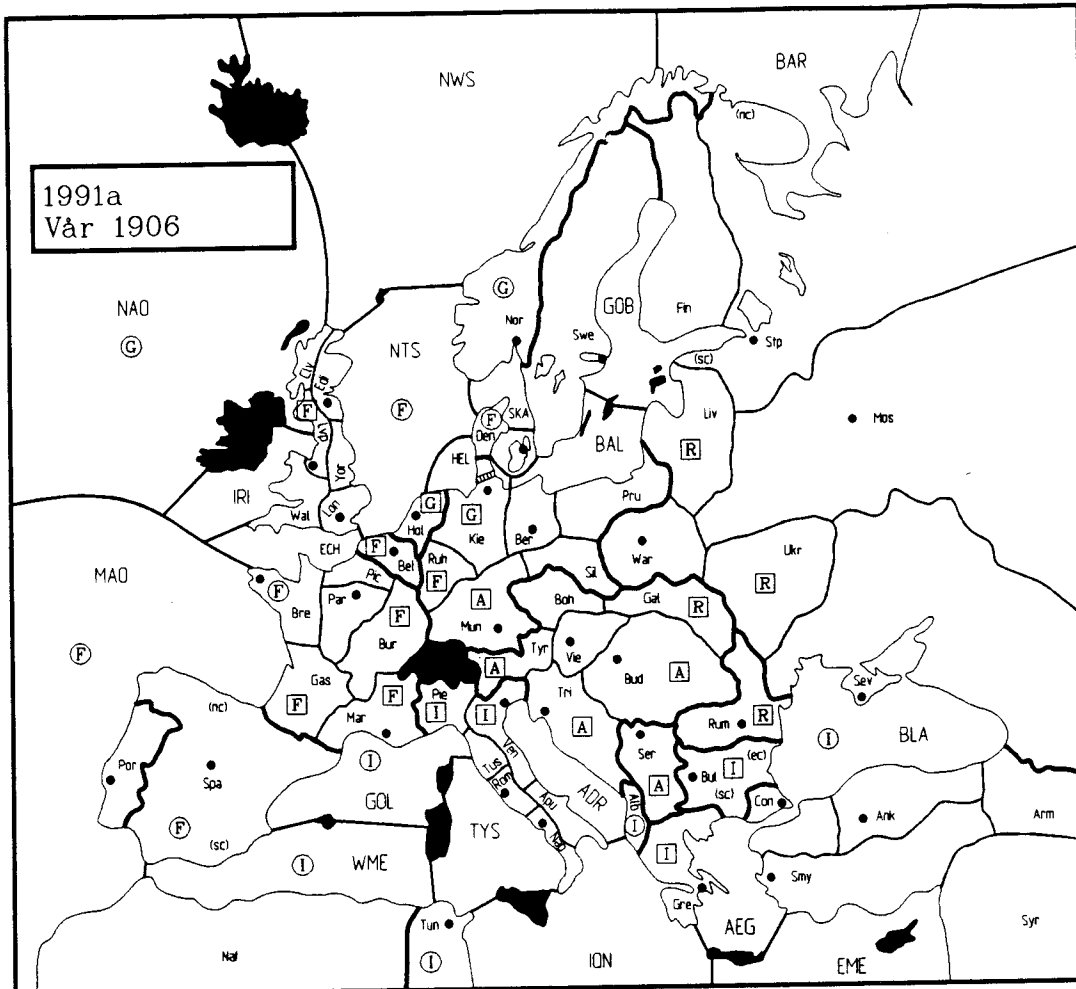 NWS
BAR
(nc)
1991a
Vår 1906
NAO
G
G
Nor
GOB
Fin
NTS
Swe
Stp
(sc)
Cly
Edi
F
F
F
SKA
Den
Liv
Mos
R
BAL
Lvp
Yor
HEL
IRI
Wal
Lon
G
Hol
G
Kie
Pru
Ber
War
Ukr
ECH
F
Bel
Ruh
R
MAO
F
Bre
Pic
Par
F
Sil
F
A
Boh
Gal
R
Mun
Bur
F
Tyr
Vie
Bud
A
Gas
F
F
Mar
Pie
I
A
I
Tri
A
Sev
(nc)
R
Rum
I
BLA
Por
Spa
I
GOL
Tus
Ven
Rom
ADR
Ser
A
Bul
I
(ec)
(sc)
Con
F
(sc)
TYS
Apu
Nap
Alb
I
Ank
Arm
I
WME
I
Smy
Gre
Tun
AEG
Syr
Naf
I
ION
EME